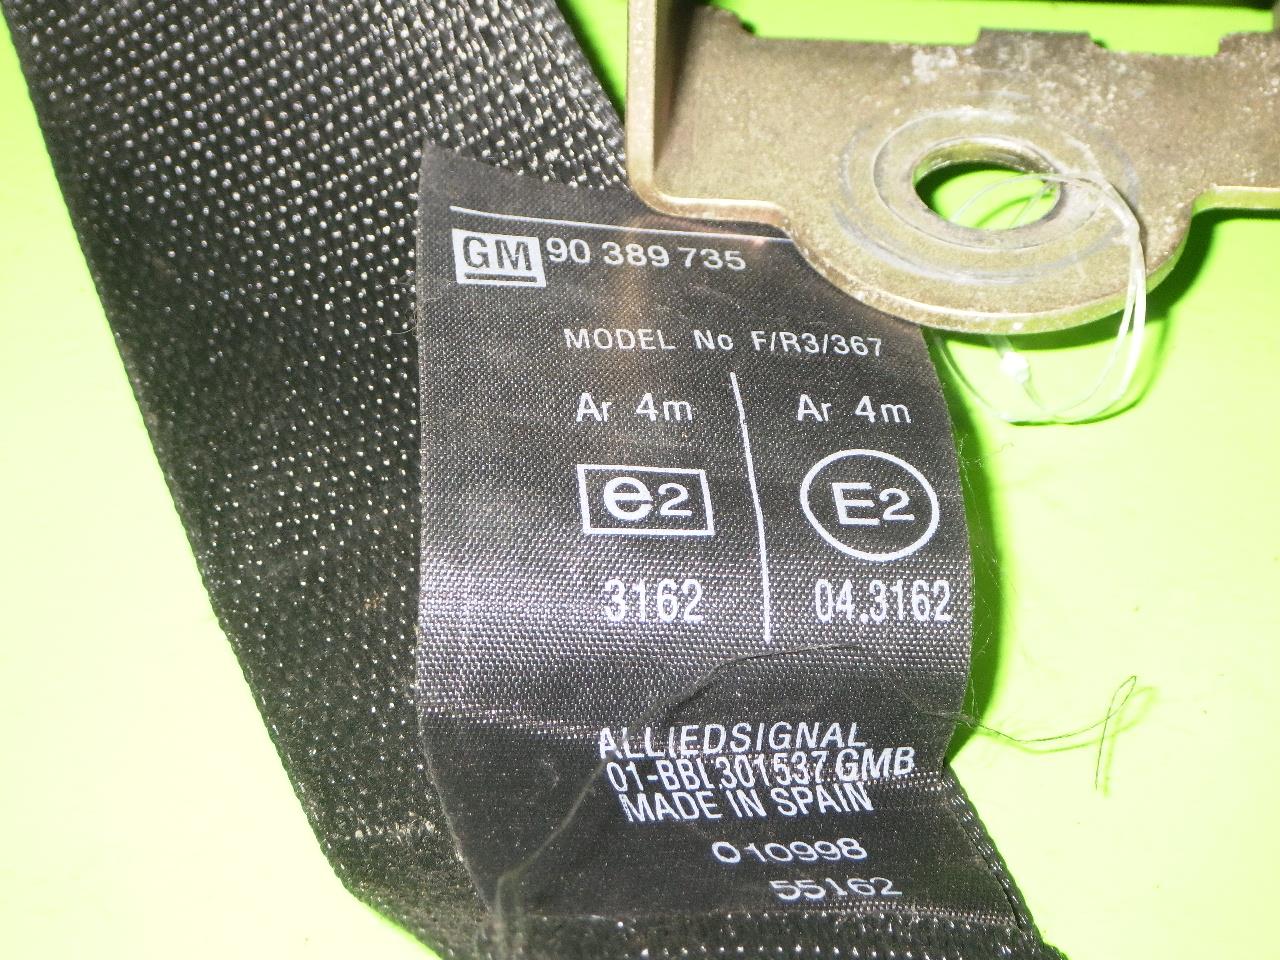 GM 90 389 735
MODEL No F/R3/367
Ar 4m Ar 4m
e2 E2
3162 04.3162
ALLIEDSIGNAL
01-BBL301537 GMB
MADE IN SPAIN
010998
55162